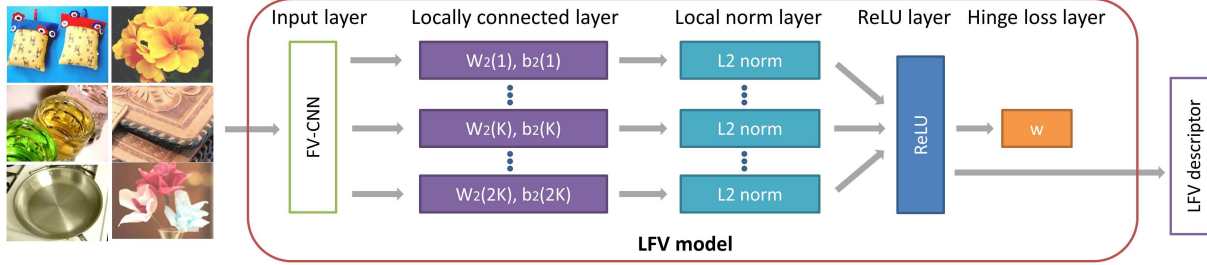 Input layer
Locally connected layer
Local norm layer
ReLU layer
Hinge loss layer
FV-CNN
W2(1), b2(1)
L2 norm
W2(K), b2(K)
L2 norm
W2(2K), b2(2K)
L2 norm
ReLU
w
LFV descriptor
LFV model